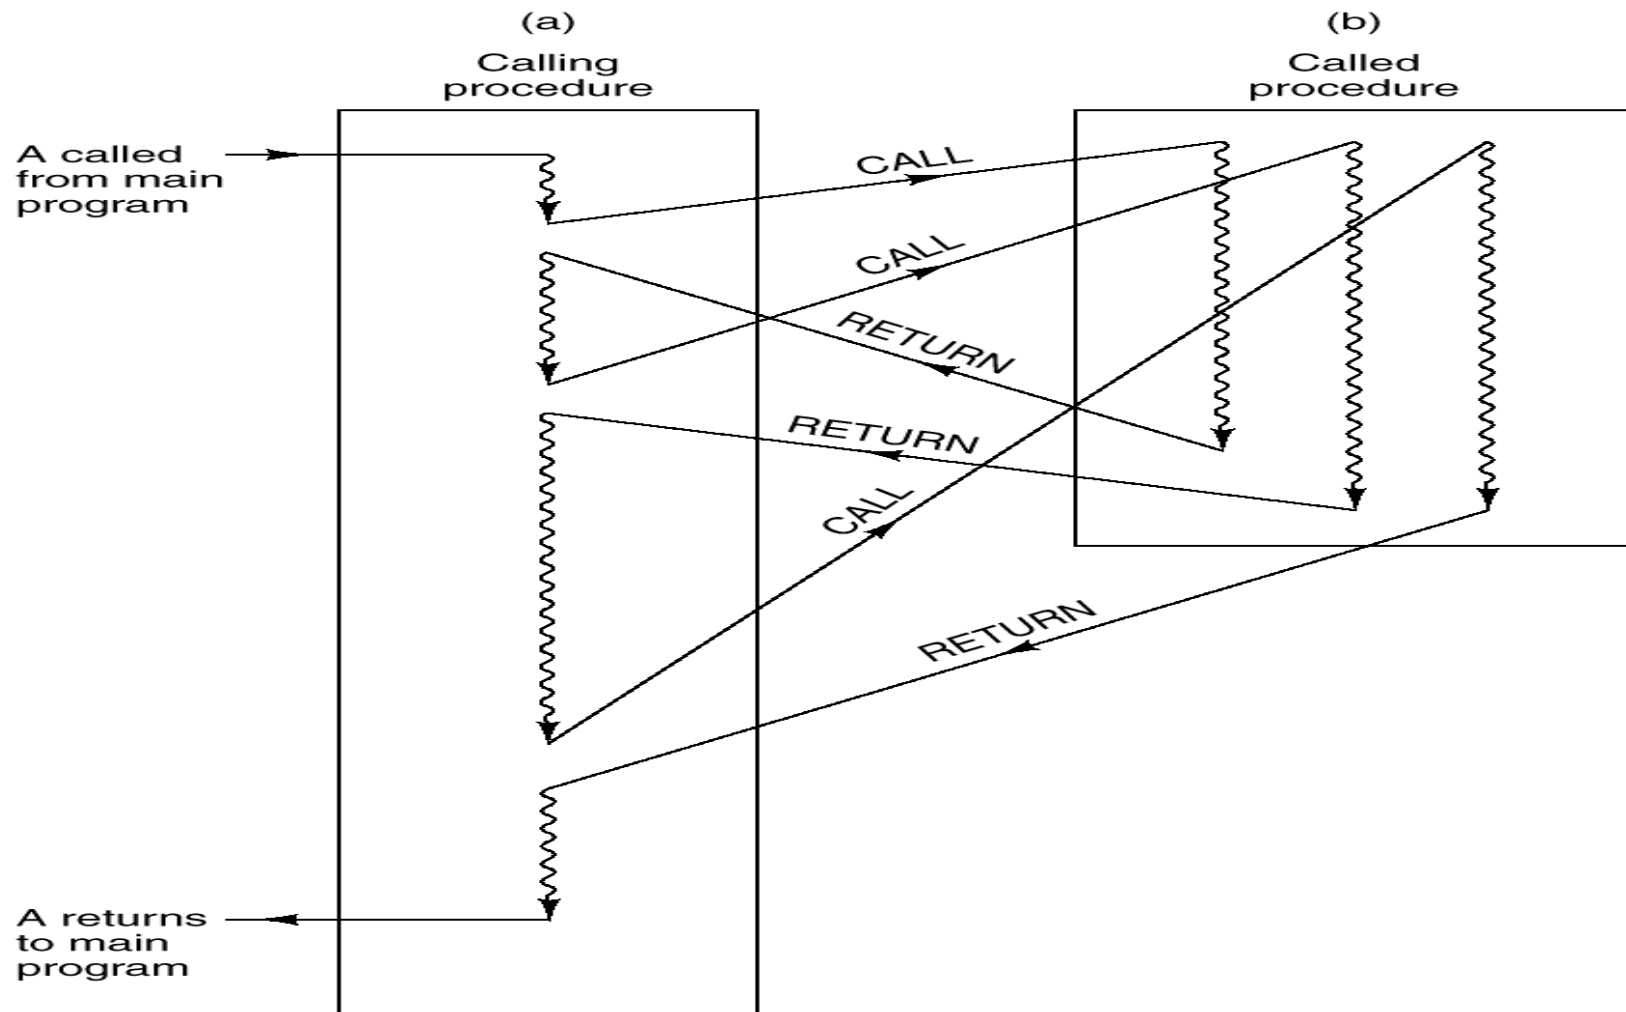 (a)
Calling
procedure
(b)
Called
procedure
A called
from main
program
CALL
CALL
RETURN
RETURN
CALL
RETURN
A returns
to main
program